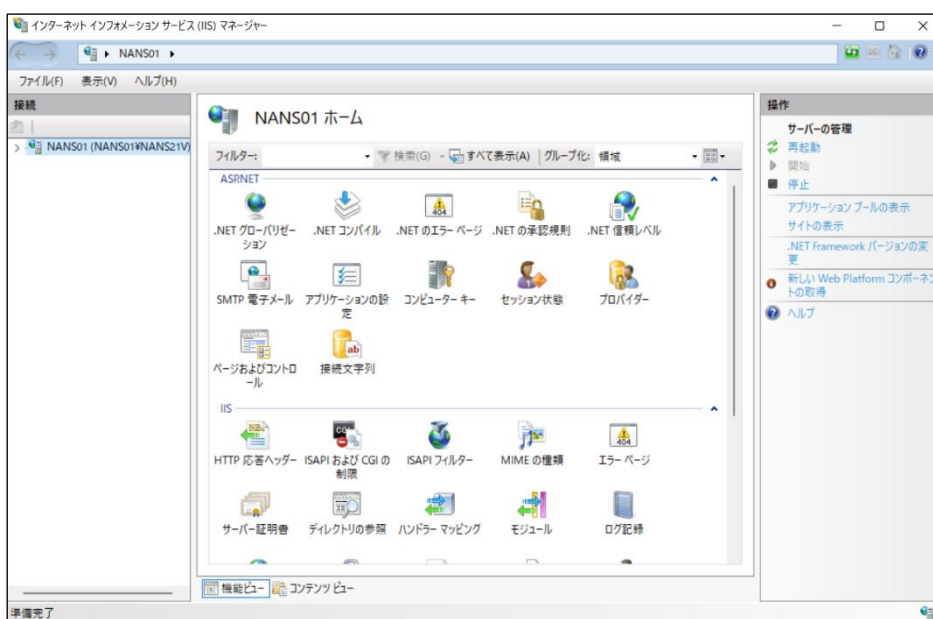 インターネット インフォメーション サービス (IIS) マネージャー
NANS01
ファイル(F) 表示(V) ヘルプ(H)
接続
NANS01 (NANS01¥NANS21V)
NANS01 ホーム
フィルター: 検索(G) すべて表示(A) グループ化: 領域
ASP.NET
.NET グローバリゼーション
.NET コンパイル
.NET のエラー ページ
.NET の承認規則
.NET 信頼レベル
SMTP 電子メール
アプリケーションの設定
コンピューター キー
セッション状態
プロバイダー
ページおよびコントロール
接続文字列
IIS
HTTP 応答ヘッダー
ISAPI および CGI の制限
ISAPI フィルター
MIME の種類
エラー ページ
サーバー証明書
ディレクトリの参照
ハンドラー マッピング
モジュール
ログ記録
機能ビュー コンテンツ ビュー
準備完了
操作
サーバーの管理
再起動
開始
停止
アプリケーション プールの表示
サイトの表示
.NET Framework バージョンの変
更
新しい Web Platform コンポーネン
トの取得
ヘルプ